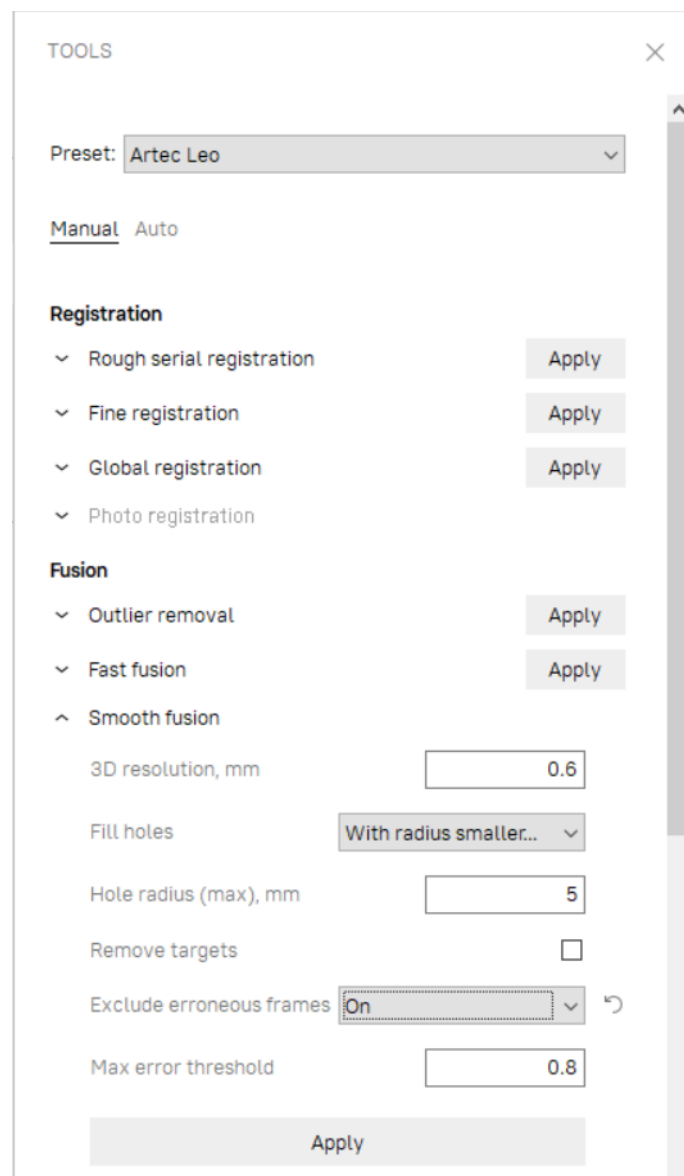 TOOLS
Preset: Artec Leo
Manual Auto
Registration
Rough serial registration Apply
Fine registration Apply
Global registration Apply
Photo registration
Fusion
Outlier removal Apply
Fast fusion Apply
Smooth fusion
3D resolution, mm 0.6
Fill holes With radius smaller...
Hole radius (max), mm 5
Remove targets
Exclude erroneous frames On
Max error threshold 0.8
Apply